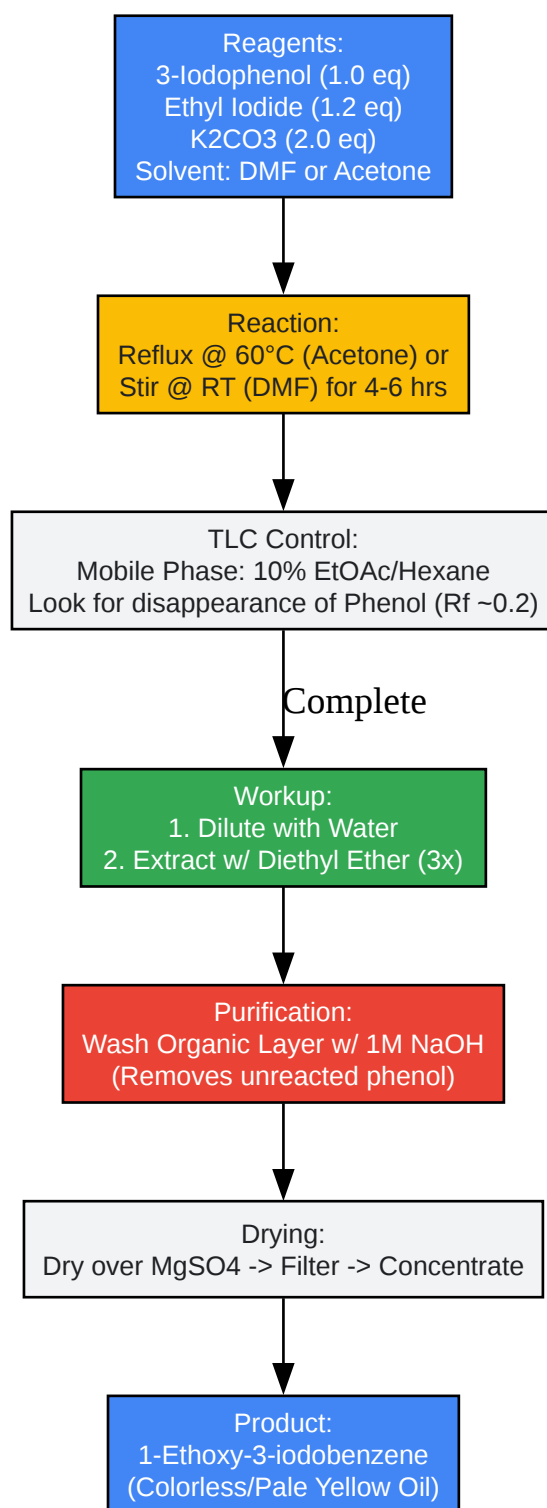 Reagents:
3-Iodophenol (1.0 eq)
Ethyl Iodide (1.2 eq)
K2CO3 (2.0 eq)
Solvent: DMF or Acetone
Reaction:
Reflux @ 60°C (Acetone) or
Stir @ RT (DMF) for 4-6 hrs
TLC Control:
Mobile Phase: 10% EtOAc/Hexane
Look for disappearance of Phenol (Rf ~0.2)
Complete
Workup:
1. Dilute with Water
2. Extract w/ Diethyl Ether (3x)
Purification:
Wash Organic Layer w/ 1M NaOH
(Removes unreacted phenol)
Drying:
Dry over MgSO4 -> Filter -> Concentrate
Product:
1-Ethoxy-3-iodobenzene
(Colorless/Pale Yellow Oil)